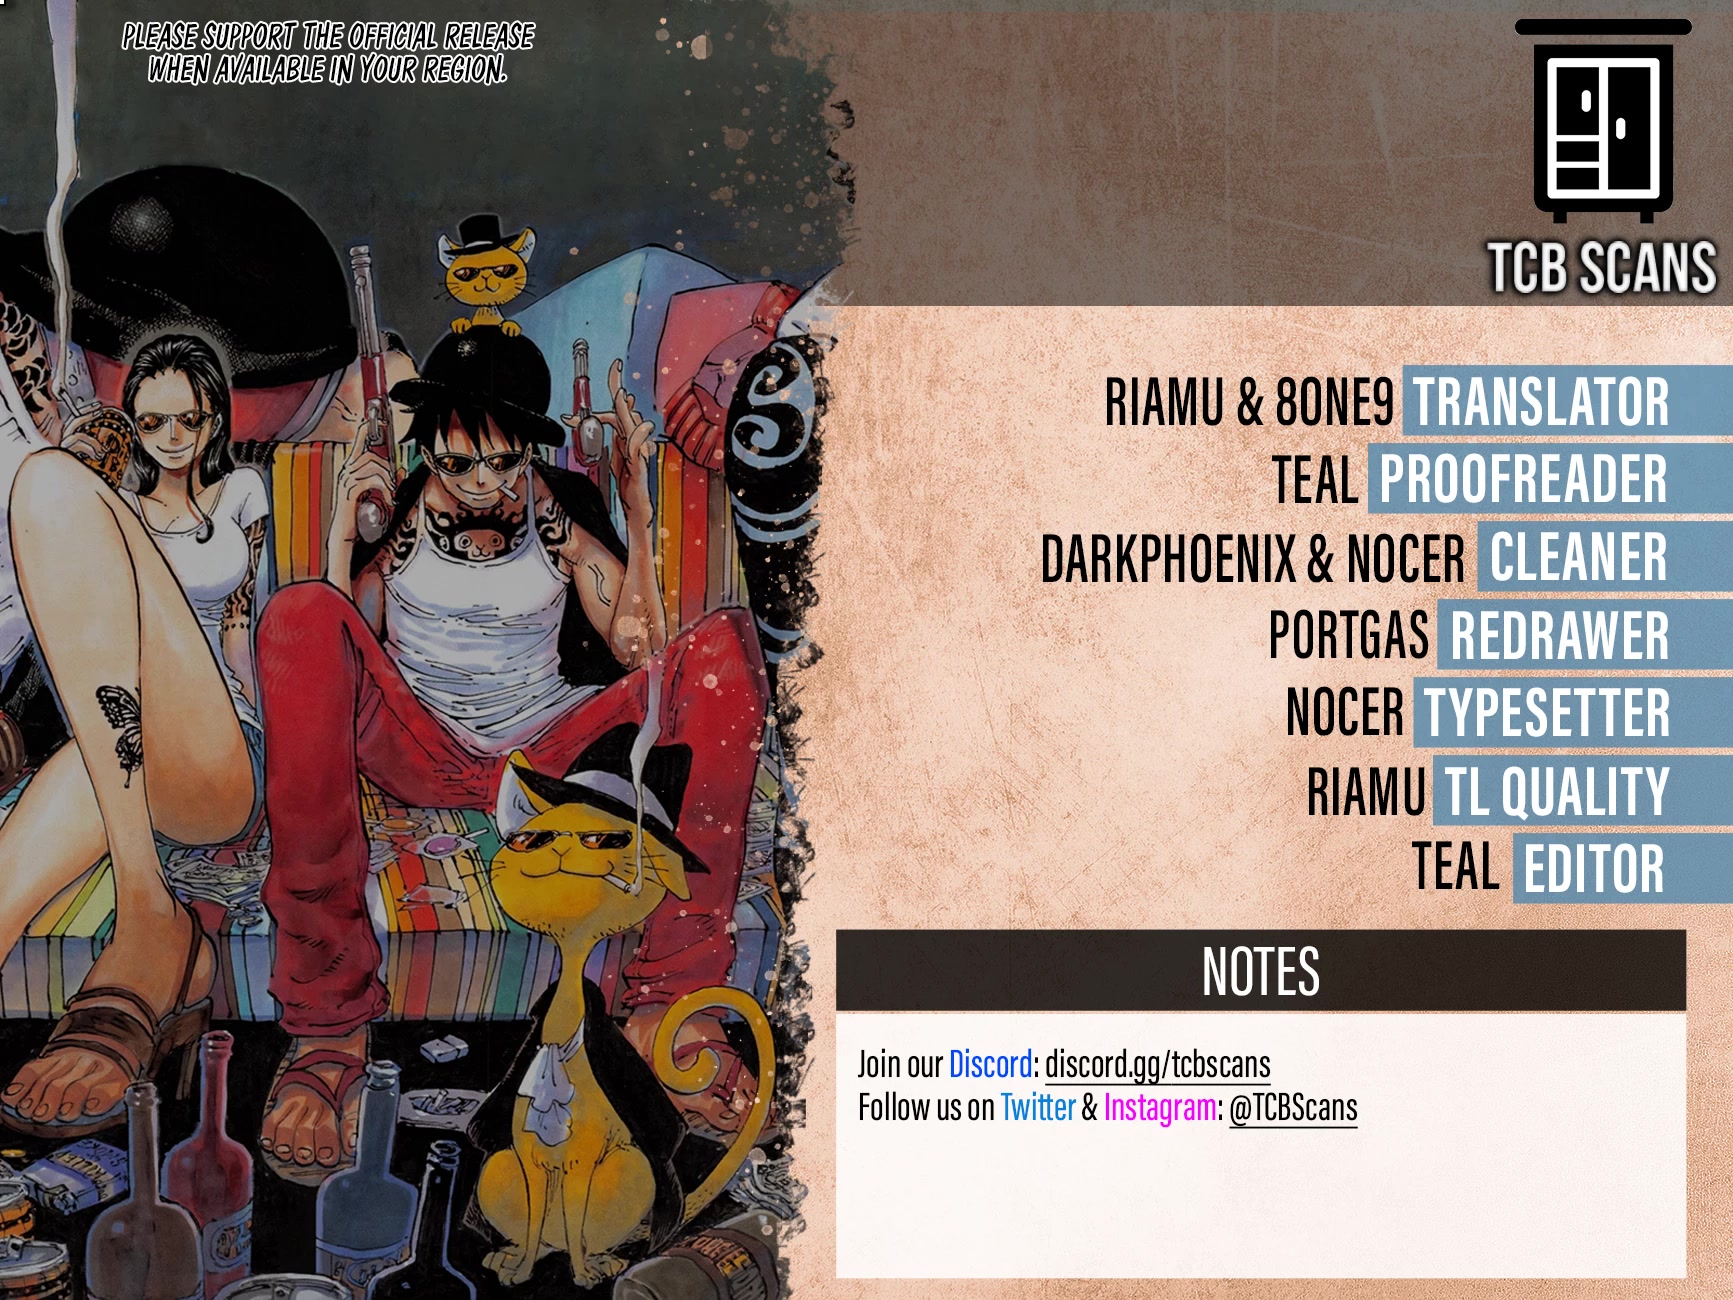 PLEASE SUPPORT THE OFFICIAL RELEASE
WHEN AVAILABLE IN YOUR REGION.
TCB SCANS
RIAMU & 8ONE9 TRANSLATOR
TEAL PROOFREADER
DARKPHOENIX & NOCER CLEANER
PORTGAS REDRAWER
NOCER TYPESETTER
RIAMU TL QUALITY
TEAL EDITOR
NOTES
Join our Discord: discord.gg/tcbscans
Follow us on Twitter & Instagram: @TCBScans